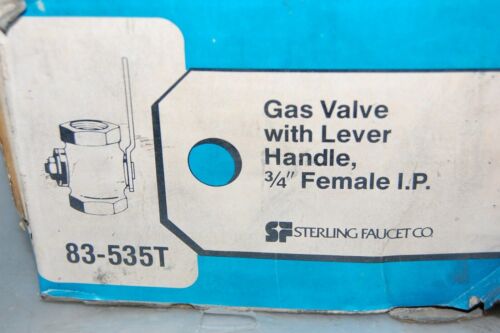 Gas Valve
with Lever
Handle,
3/4" Female I.P.
SF STERLING FAUCET CO.
83-535T